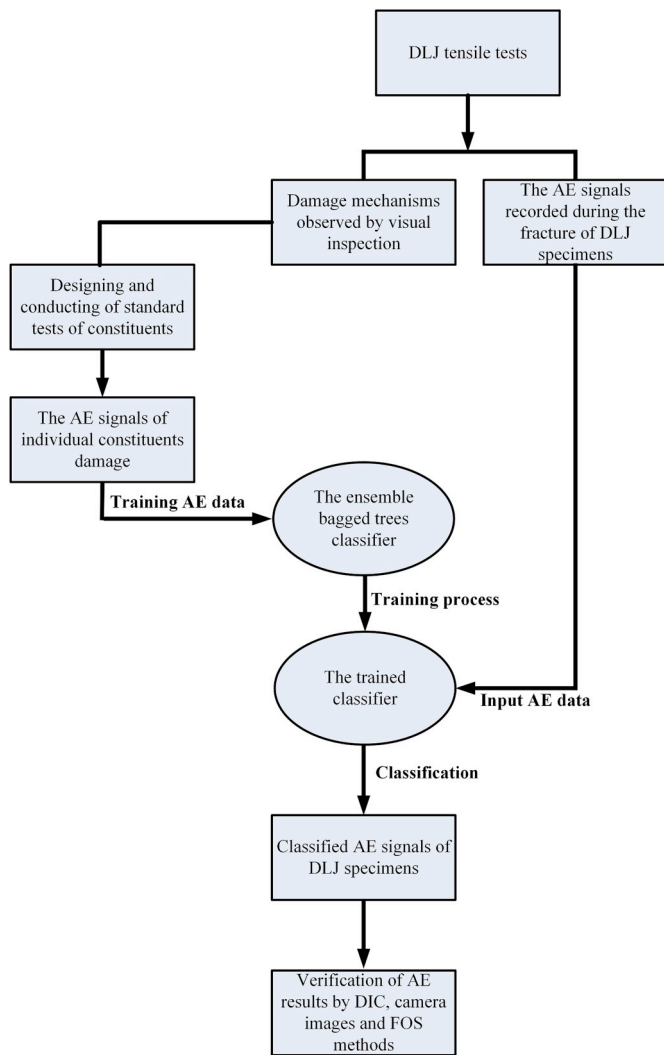 DLJ tensile tests
Damage mechanisms
observed by visual
inspection
The AE signals
recorded during the
fracture of DLJ
specimens
Designing and
conducting of standard
tests of constituents
The AE signals of
individual constituents
damage
Training AE data
The ensemble
bagged trees
classifier
Training process
The trained
classifier
Input AE data
Classification
Classified AE signals of
DLJ specimens
Verification of AE
results by DIC, camera
images and FOS
methods